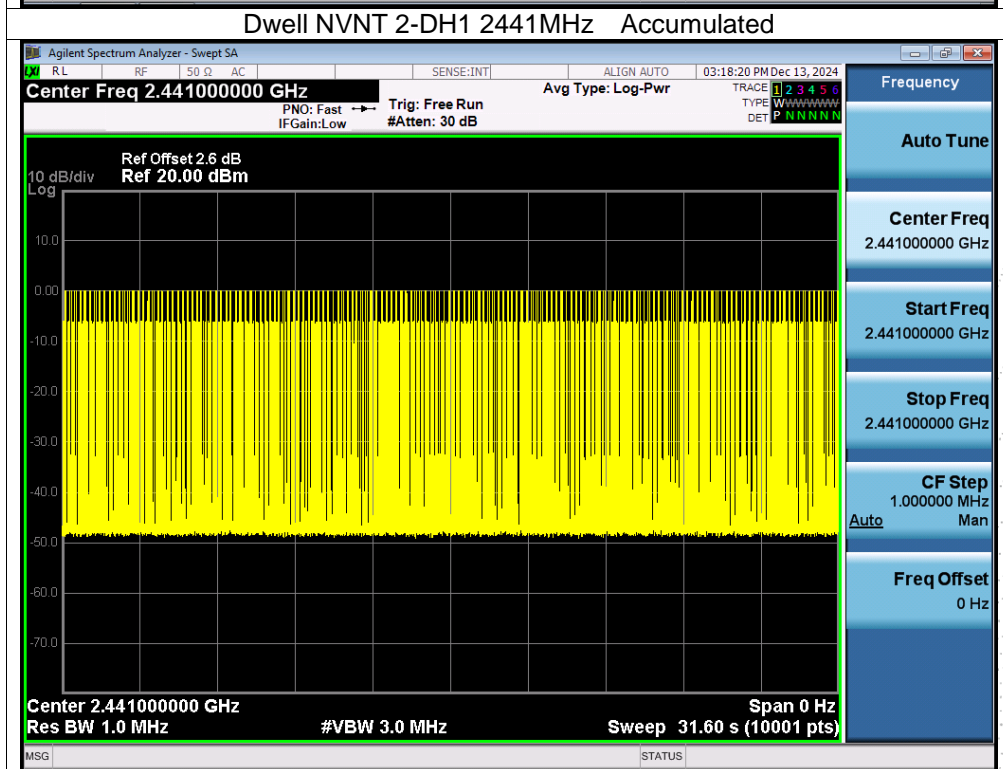 Dwell NVNT 2-DH1 2441MHz Accumulated
Agilent Spectrum Analyzer - Swept SA
LXI RL RF 50 Ω AC SENSE:INT ALIGN AUTO 03:18:20 PM Dec 13, 2024
Center Freq 2.441000000 GHz
PNO: Fast
IFGain:Low
Trig: Free Run
#Atten: 30 dB
Avg Type: Log-Pwr
TRACE 1 2 3 4 5 6
TYPE WWWWWWW
DET P N N N N N
Ref Offset 2.6 dB
10 dB/div Ref 20.00 dBm
Log
10.0
0.00
-10.0
-20.0
-30.0
-40.0
-50.0
-60.0
-70.0
Center 2.441000000 GHz Span 0 Hz
Res BW 1.0 MHz #VBW 3.0 MHz Sweep 31.60 s (10001 pts)
MSG STATUS
Frequency
Auto Tune
Center Freq
2.441000000 GHz
Start Freq
2.441000000 GHz
Stop Freq
2.441000000 GHz
CF Step
1.000000 MHz
Auto Man
Freq Offset
0 Hz